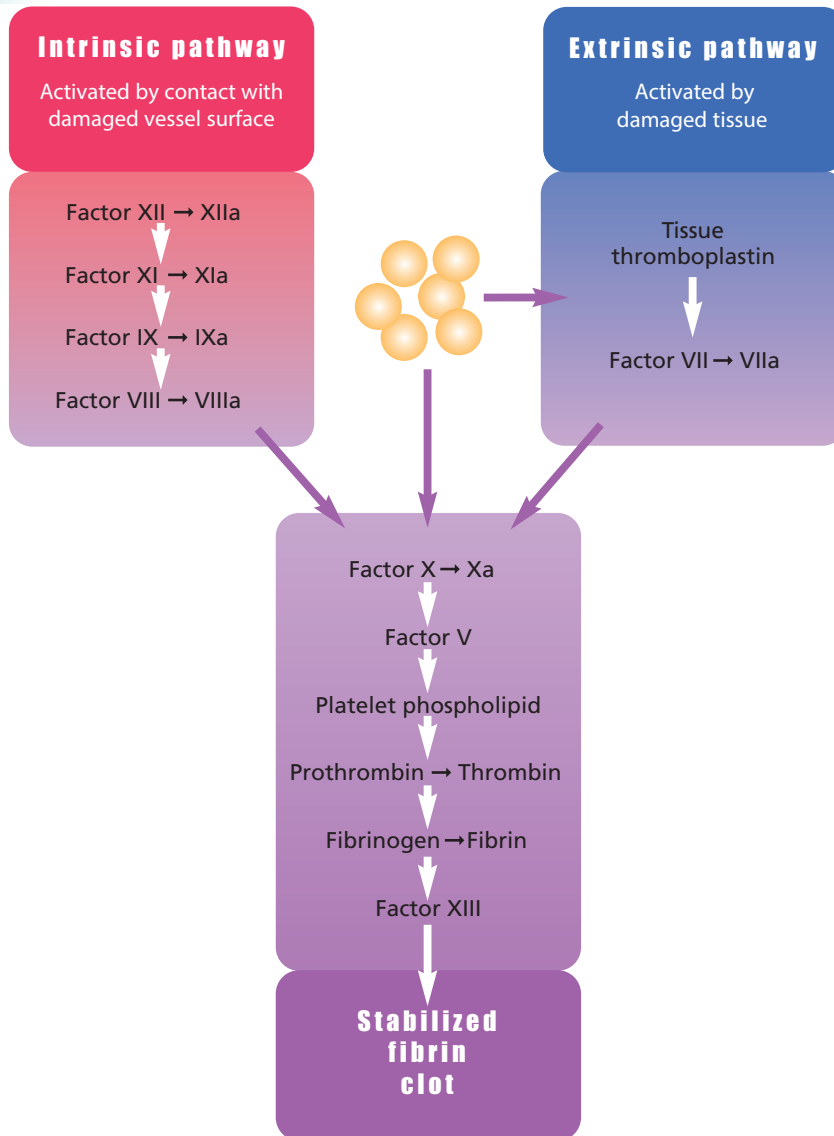 Intrinsic pathway
Activated by contact with
damaged vessel surface
Factor XII → XIIa
Factor XI → XIa
Factor IX → IXa
Factor VIII → VIIIa
Extrinsic pathway
Activated by
damaged tissue
Tissue
thromboplastin
Factor VII → VIIa
Factor X → Xa
Factor V
Platelet phospholipid
Prothrombin → Thrombin
Fibrinogen → Fibrin
Factor XIII
Stabilized
fibrin
clot